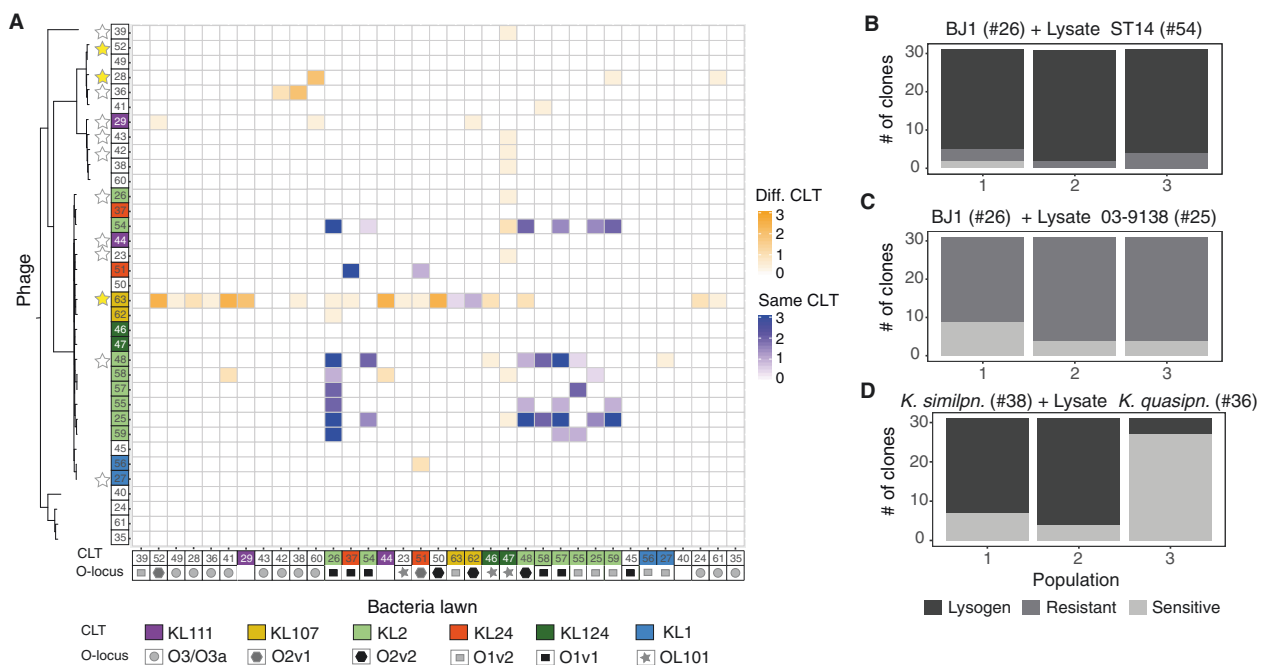 A
Phage
39
52
49
28
36
41
29
43
42
38
60
26
37
54
44
23
51
50
63
62
46
47
48
58
57
55
25
59
45
56
27
40
24
61
35
CLT 39 52 49 28 36 41 29 43 42 38 60 26 37 54 44 23 51 50 63 62 46 47 48 58 57 55 25 59 45 56 27 40 24 61 35
O-locus
Bacteria lawn
CLT KL111 KL107 KL2 KL24 KL124 KL1
O-locus O3/O3a O2v1 O2v2 O1v2 O1v1 OL101
Diff. CLT
3
2
1
0
Same CLT
3
2
1
0
B
BJ1 (#26) + Lysate ST14 (#54)
# of clones
30
20
10
0
1 2 3
C
BJ1 (#26) + Lysate 03-9138 (#25)
# of clones
30
20
10
0
1 2 3
D
K. similpn. (#38) + Lysate K. quasipn. (#36)
# of clones
30
20
10
0
1 2 3
Population
Lysogen Resistant Sensitive